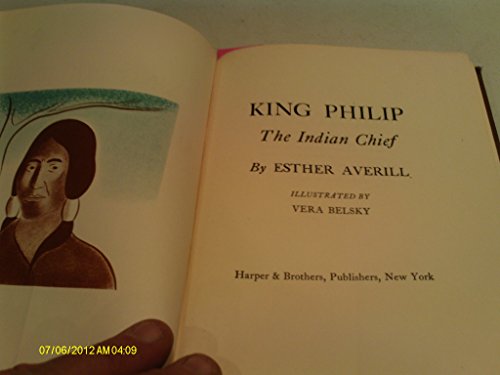 KING PHILIP
The Indian Chief
By ESTHER AVERILL
ILLUSTRATED BY
VERA BELSKY
Harper & Brothers, Publishers, New York
07/06/2012 AM 04:09